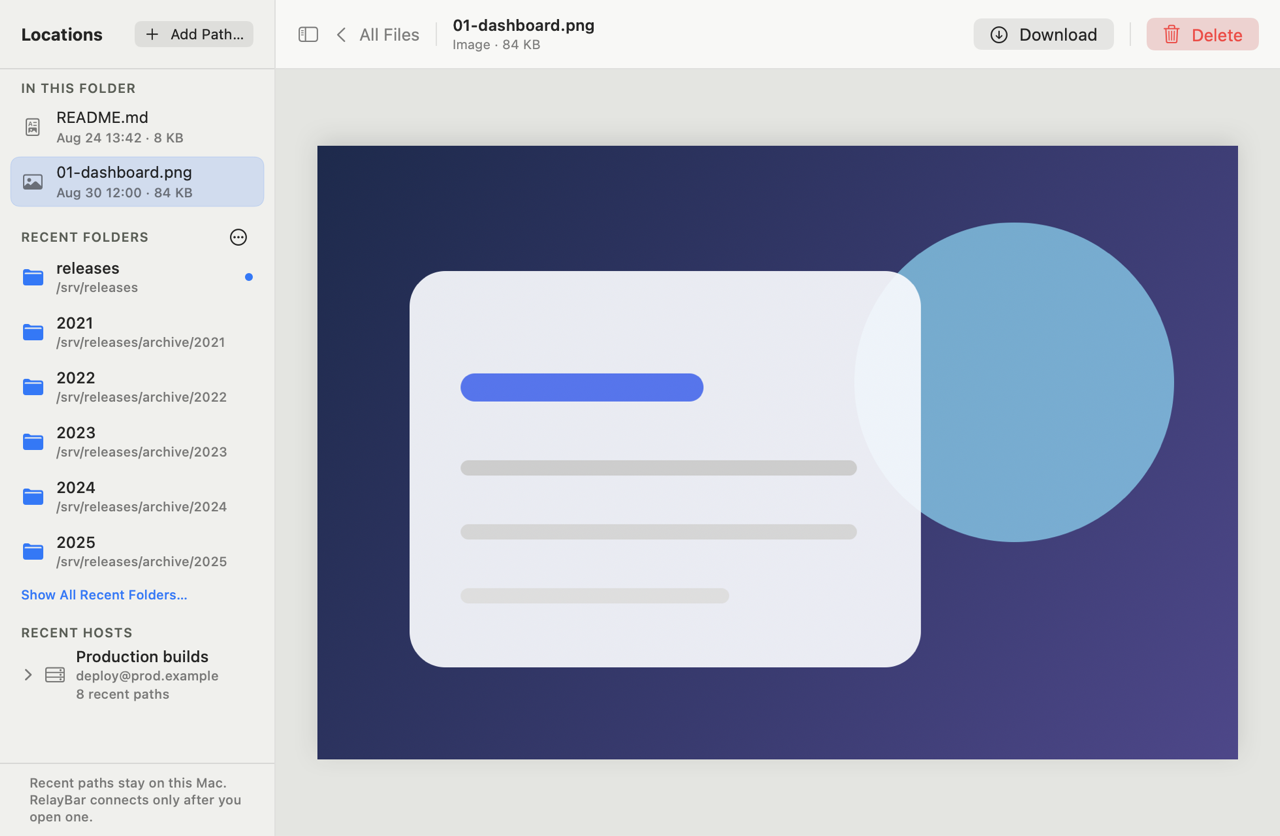 Locations
Add Path…
IN THIS FOLDER
README.md
Aug 24 13:42 · 8 KB
01-dashboard.png
Aug 30 12:00 · 84 KB
RECENT FOLDERS
releases
/srv/releases
2021
/srv/releases/archive/2021
2022
/srv/releases/archive/2022
2023
/srv/releases/archive/2023
2024
/srv/releases/archive/2024
2025
/srv/releases/archive/2025
Show All Recent Folders…
RECENT HOSTS
Production builds
deploy@prod.example
8 recent paths
Recent paths stay on this Mac.
RelayBar connects only after you
open one.
All Files
01-dashboard.png
Image · 84 KB
Download
Delete